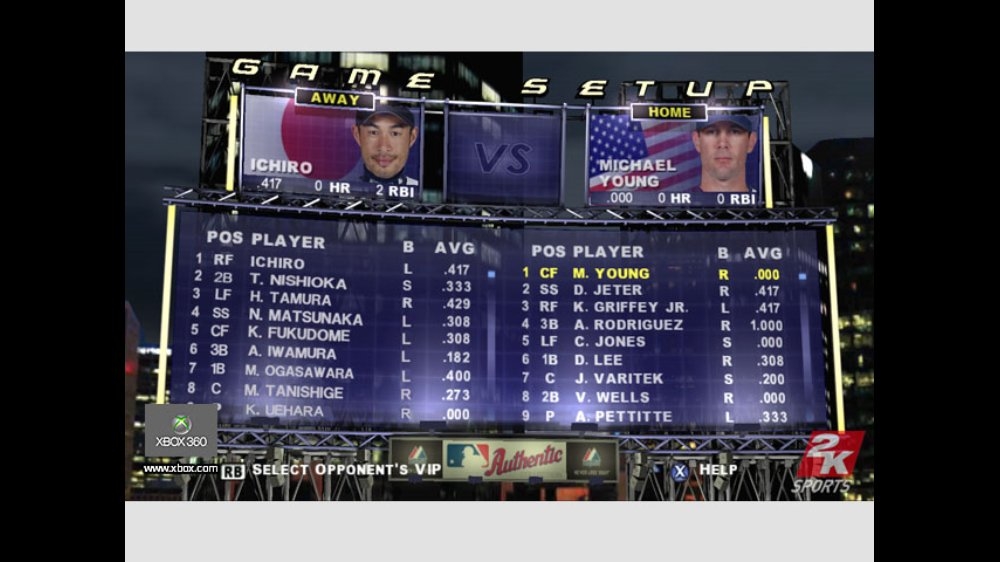 GAME SETUP
AWAY
ICHIRO
.417 0 HR 2 RBI
VS
HOME
MICHAEL
YOUNG
.000 0 HR 0 RBI
POS PLAYER B AVG
1 RF ICHIRO L .417
2 2B T. NISHIOKA S .333
3 LF H. TAMURA R .429
4 SS N. MATSUNAKA L .308
5 CF K. FUKUDOME L .308
6 3B A. IWAMURA L .182
7 1B M. OGASAWARA L .400
8 C M. TANISHIGE R .273
K. UEHARA R .000
POS PLAYER B AVG
1 CF M. YOUNG R .000
2 SS D. JETER R .417
3 RF K. GRIFFEY JR. L .417
4 3B A. RODRIGUEZ R 1.000
5 LF C. JONES S .000
6 1B D. LEE R .308
7 C J. VARITEK S .200
8 2B V. WELLS R .000
9 P A. PETTITTE L .333
XBOX 360
www.xbox.com
RB SELECT OPPONENT'S VIP
Authentic
X HELP
2K
SPORTS